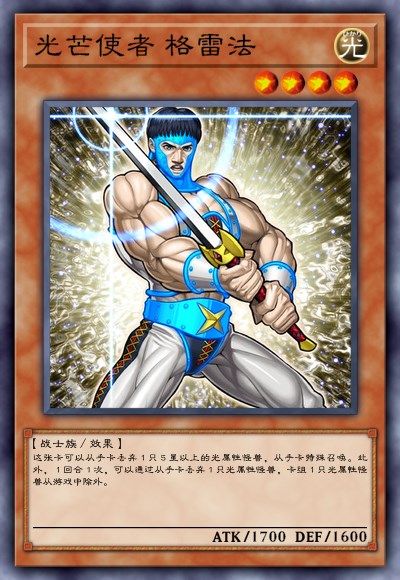 光芒使者 格雷法
光
【战士族/效果】
这张卡可以从手卡丢弃1只5星以上的光属性怪兽，从手卡特殊召唤。此
外，1回合1次，可以通过从手卡丢弃1只光属性怪兽，卡组1只光属性怪
兽从游戏中除外。
ATK/1700 DEF/1600